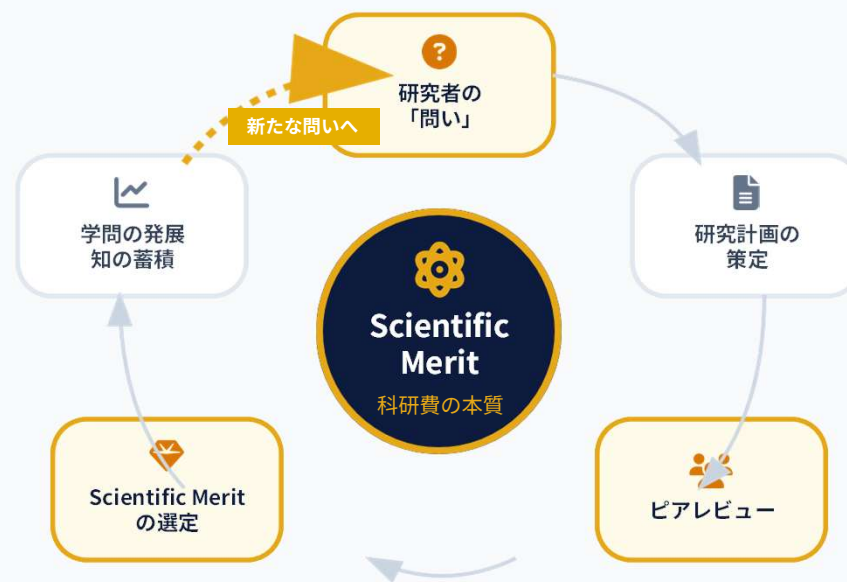 研究者の
「問い」
新たな問いへ
学問の発展
知の蓄積
研究計画の
策定
Scientific
Merit
科研費の本質
Scientific Merit
の選定
ピアレビュー